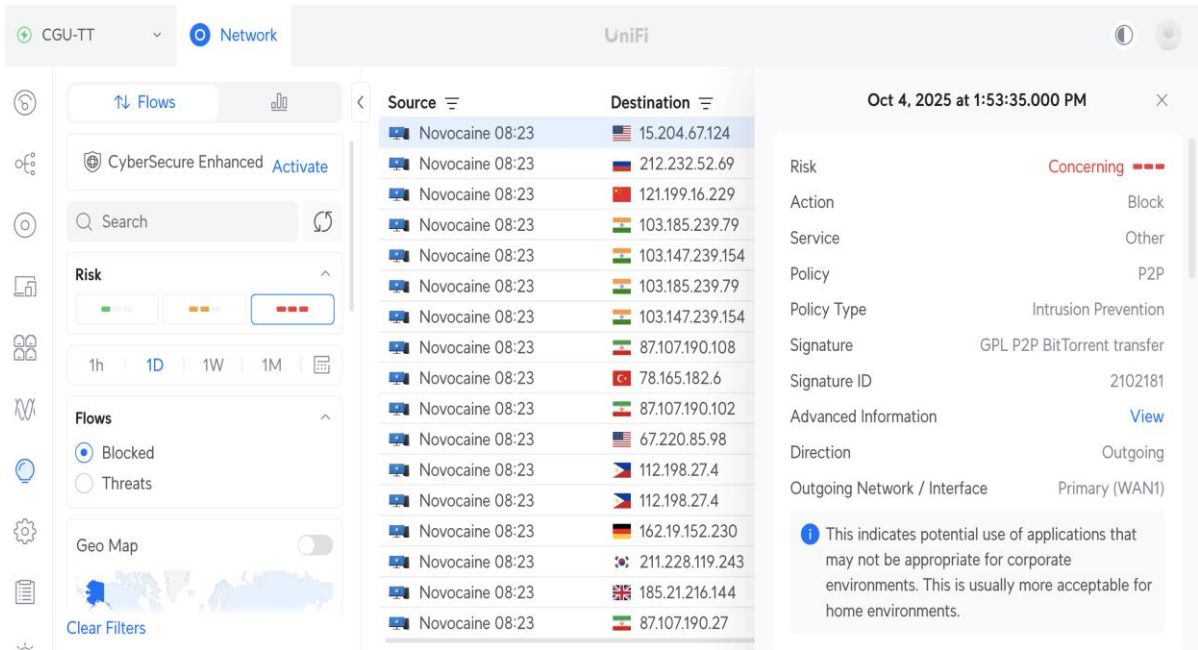 CGU-TT
Network
UniFi
Flows
CyberSecure Enhanced Activate
Search
Risk
1h 1D 1W 1M
Flows
Blocked
Threats
Geo Map
Clear Filters
Source Destination
Novocaine 08:23 15.204.67.124
Novocaine 08:23 212.232.52.69
Novocaine 08:23 121.199.16.229
Novocaine 08:23 103.185.239.79
Novocaine 08:23 103.147.239.154
Novocaine 08:23 103.185.239.79
Novocaine 08:23 103.147.239.154
Novocaine 08:23 87.107.190.108
Novocaine 08:23 78.165.182.6
Novocaine 08:23 87.107.190.102
Novocaine 08:23 67.220.85.98
Novocaine 08:23 112.198.27.4
Novocaine 08:23 112.198.27.4
Novocaine 08:23 162.19.152.230
Novocaine 08:23 211.228.119.243
Novocaine 08:23 185.21.216.144
Novocaine 08:23 87.107.190.27
Oct 4, 2025 at 1:53:35.000 PM
Risk Concerning
Action Block
Service Other
Policy P2P
Policy Type Intrusion Prevention
Signature GPL P2P BitTorrent transfer
Signature ID 2102181
Advanced Information View
Direction Outgoing
Outgoing Network / Interface Primary (WAN1)
This indicates potential use of applications that
may not be appropriate for corporate
environments. This is usually more acceptable for
home environments.